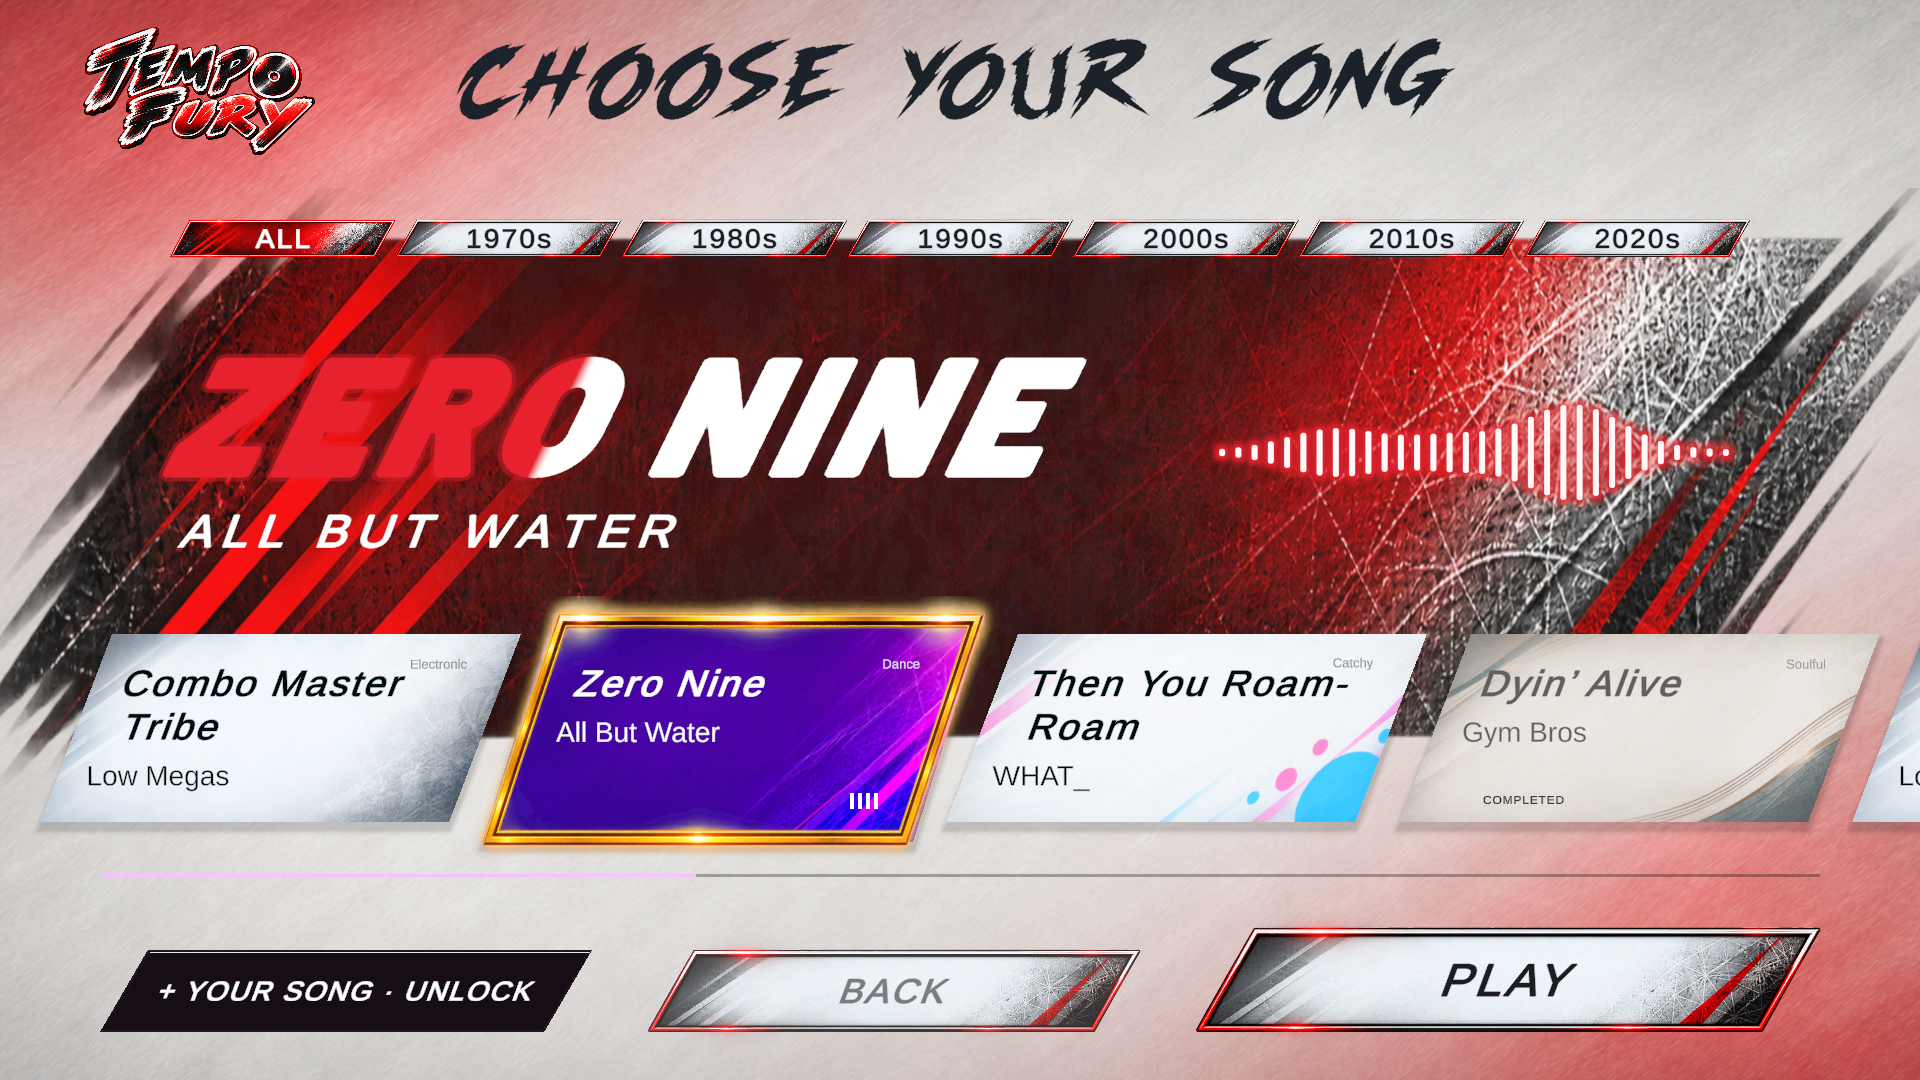 TEMPO
FURY
CHOOSE YOUR SONG
ALL
1970s
1980s
1990s
2000s
2010s
2020s
ZERO NINE
ALL BUT WATER
Electronic
Combo Master
Tribe
Low Megas
Dance
Zero Nine
All But Water
Catchy
Then You Roam-
Roam
WHAT_
Soulful
Dyin’ Alive
Gym Bros
COMPLETED
+ YOUR SONG · UNLOCK
BACK
PLAY